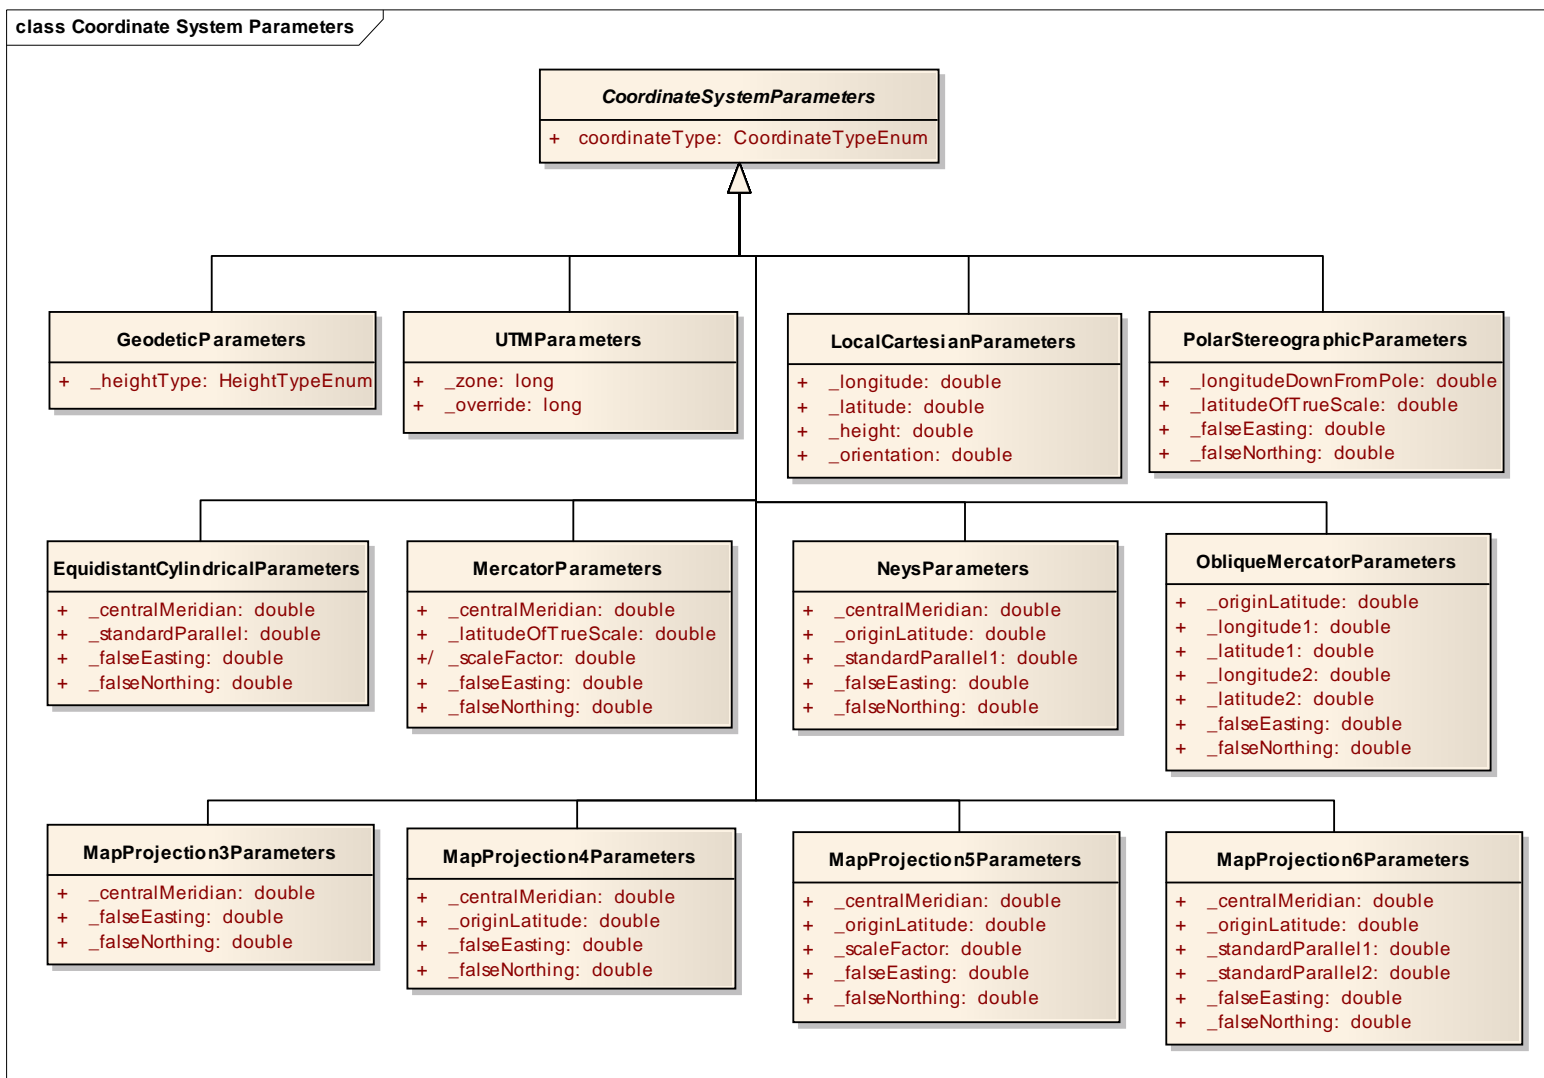 class Coordinate System Parameters
CoordinateSystemParameters
+ coordinateType: CoordinateTypeEnum
GeodeticParameters
+ _heightType: HeightTypeEnum
UTMParameters
+ _zone: long
+ _override: long
LocalCartesianParameters
+ _longitude: double
+ _latitude: double
+ _height: double
+ _orientation: double
PolarStereographicParameters
+ _longitudeDownFromPole: double
+ _latitudeOfTrueScale: double
+ _falseEasting: double
+ _falseNorthing: double
EquidistantCylindricalParameters
+ _centralMeridian: double
+ _standardParallel: double
+ _falseEasting: double
+ _falseNorthing: double
MercatorParameters
+ _centralMeridian: double
+ _latitudeOfTrueScale: double
+/ _scaleFactor: double
+ _falseEasting: double
+ _falseNorthing: double
NeysParameters
+ _centralMeridian: double
+ _originLatitude: double
+ _standardParallel1: double
+ _falseEasting: double
+ _falseNorthing: double
ObliqueMercatorParameters
+ _originLatitude: double
+ _longitude1: double
+ _latitude1: double
+ _longitude2: double
+ _latitude2: double
+ _falseEasting: double
+ _falseNorthing: double
MapProjection3Parameters
+ _centralMeridian: double
+ _falseEasting: double
+ _falseNorthing: double
MapProjection4Parameters
+ _centralMeridian: double
+ _originLatitude: double
+ _falseEasting: double
+ _falseNorthing: double
MapProjection5Parameters
+ _centralMeridian: double
+ _originLatitude: double
+ _scaleFactor: double
+ _falseEasting: double
+ _falseNorthing: double
MapProjection6Parameters
+ _centralMeridian: double
+ _originLatitude: double
+ _standardParallel1: double
+ _standardParallel2: double
+ _falseEasting: double
+ _falseNorthing: double